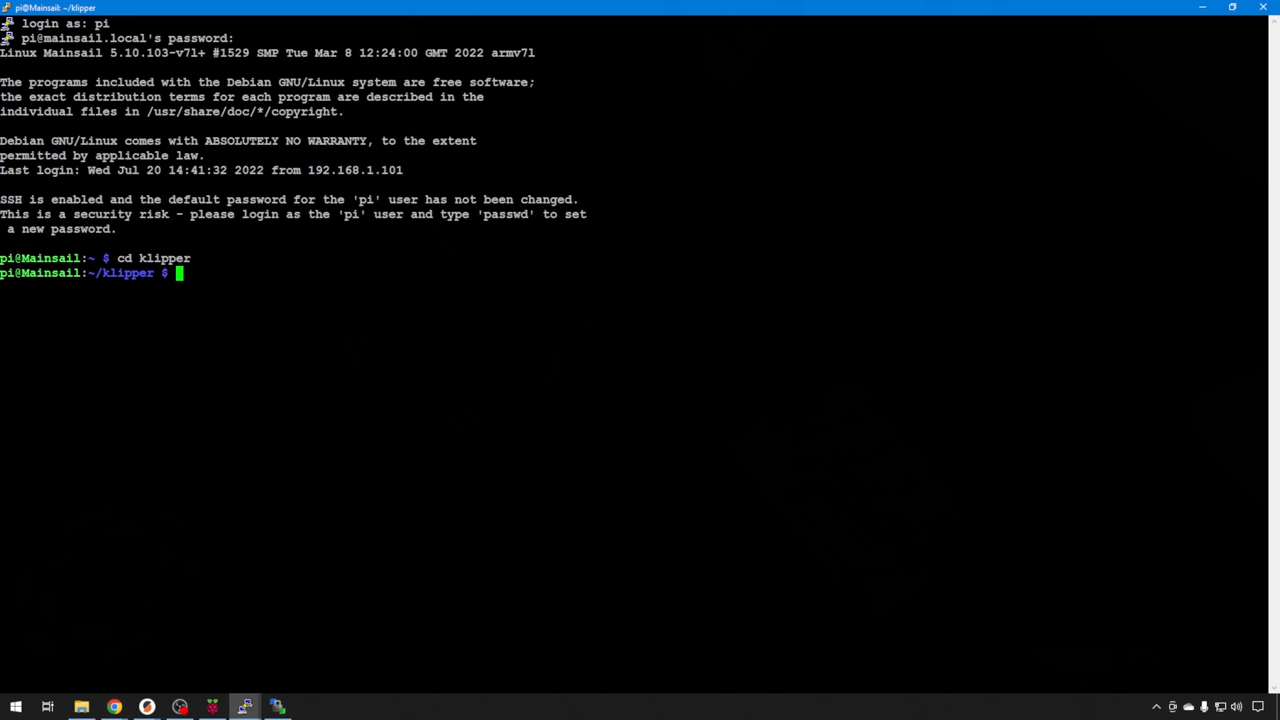 pi@Mainsail: ~/klipper
login as: pi
pi@mainsail.local's password:
Linux Mainsail 5.10.103-v7l+ #1529 SMP Tue Mar 8 12:24:00 GMT 2022 armv7l
The programs included with the Debian GNU/Linux system are free software;
the exact distribution terms for each program are described in the
individual files in /usr/share/doc/*/copyright.
Debian GNU/Linux comes with ABSOLUTELY NO WARRANTY, to the extent
permitted by applicable law.
Last login: Wed Jul 20 14:41:32 2022 from 192.168.1.101
SSH is enabled and the default password for the 'pi' user has not been changed.
This is a security risk - please login as the 'pi' user and type 'passwd' to set
a new password.
pi@Mainsail:~ $ cd klipper
pi@Mainsail:~/klipper $